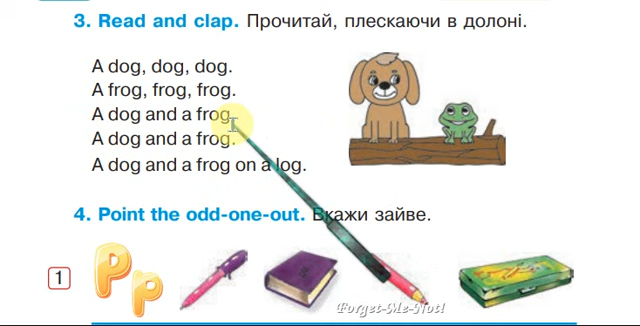 3. Read and clap. Прочитай, плескаючи в долоні.
A dog, dog, dog.
A frog, frog, frog.
A dog and a frog.
A dog and a frog.
A dog and a frog on a log.
4. Point the odd-one-out. Вкажи зайве.
1
Pp
Forget-Me-Not!